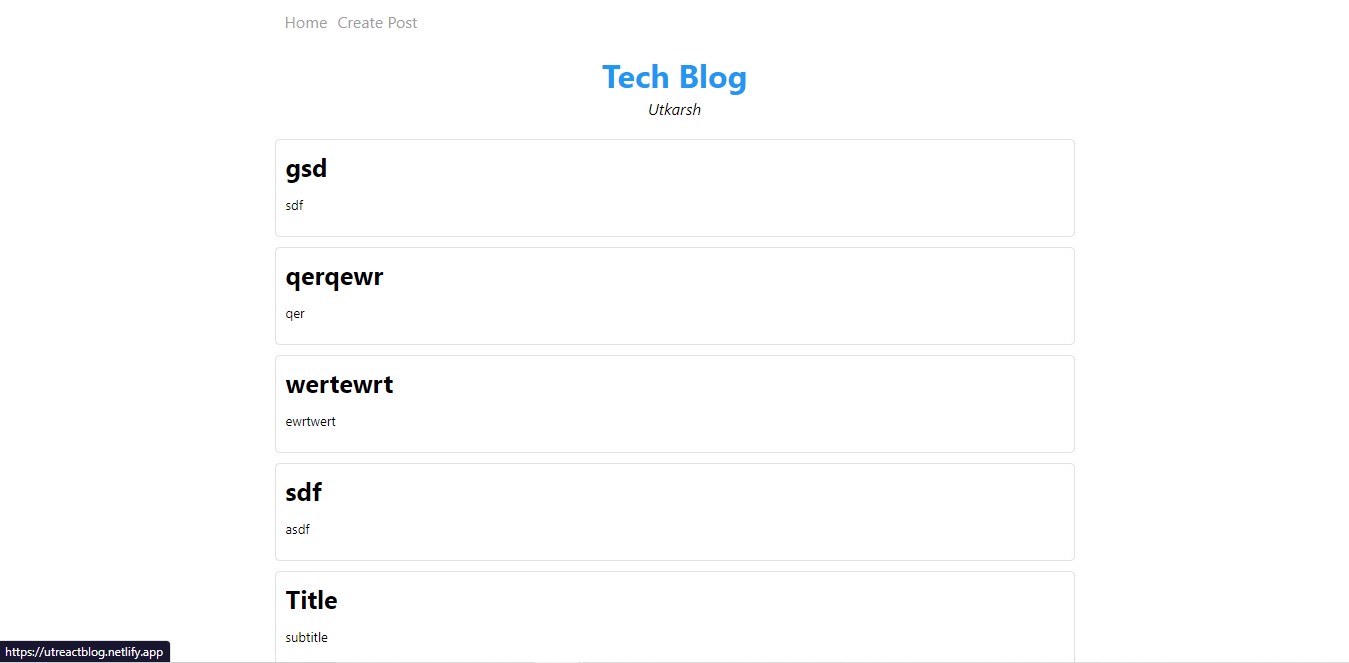 Home Create Post
Tech Blog
Utkarsh
gsd
sdf
qerqewr
qer
wertewrt
ewrtwert
sdf
asdf
Title
subtitle
https://utreactblog.netlify.app